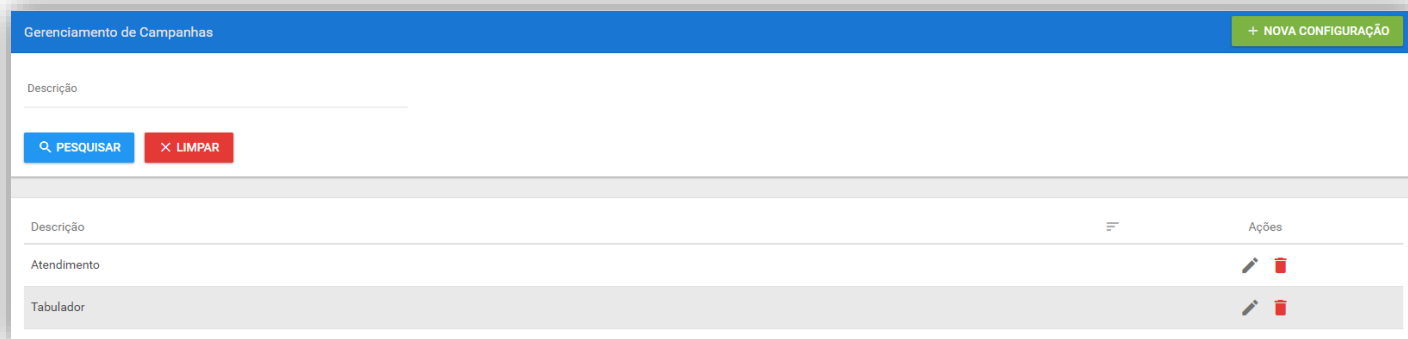 Gerenciamento de Campanhas
+ NOVA CONFIGURAÇÃO
Descrição
PESQUISAR
LIMPAR
Descrição Ações
Atendimento
Tabulador